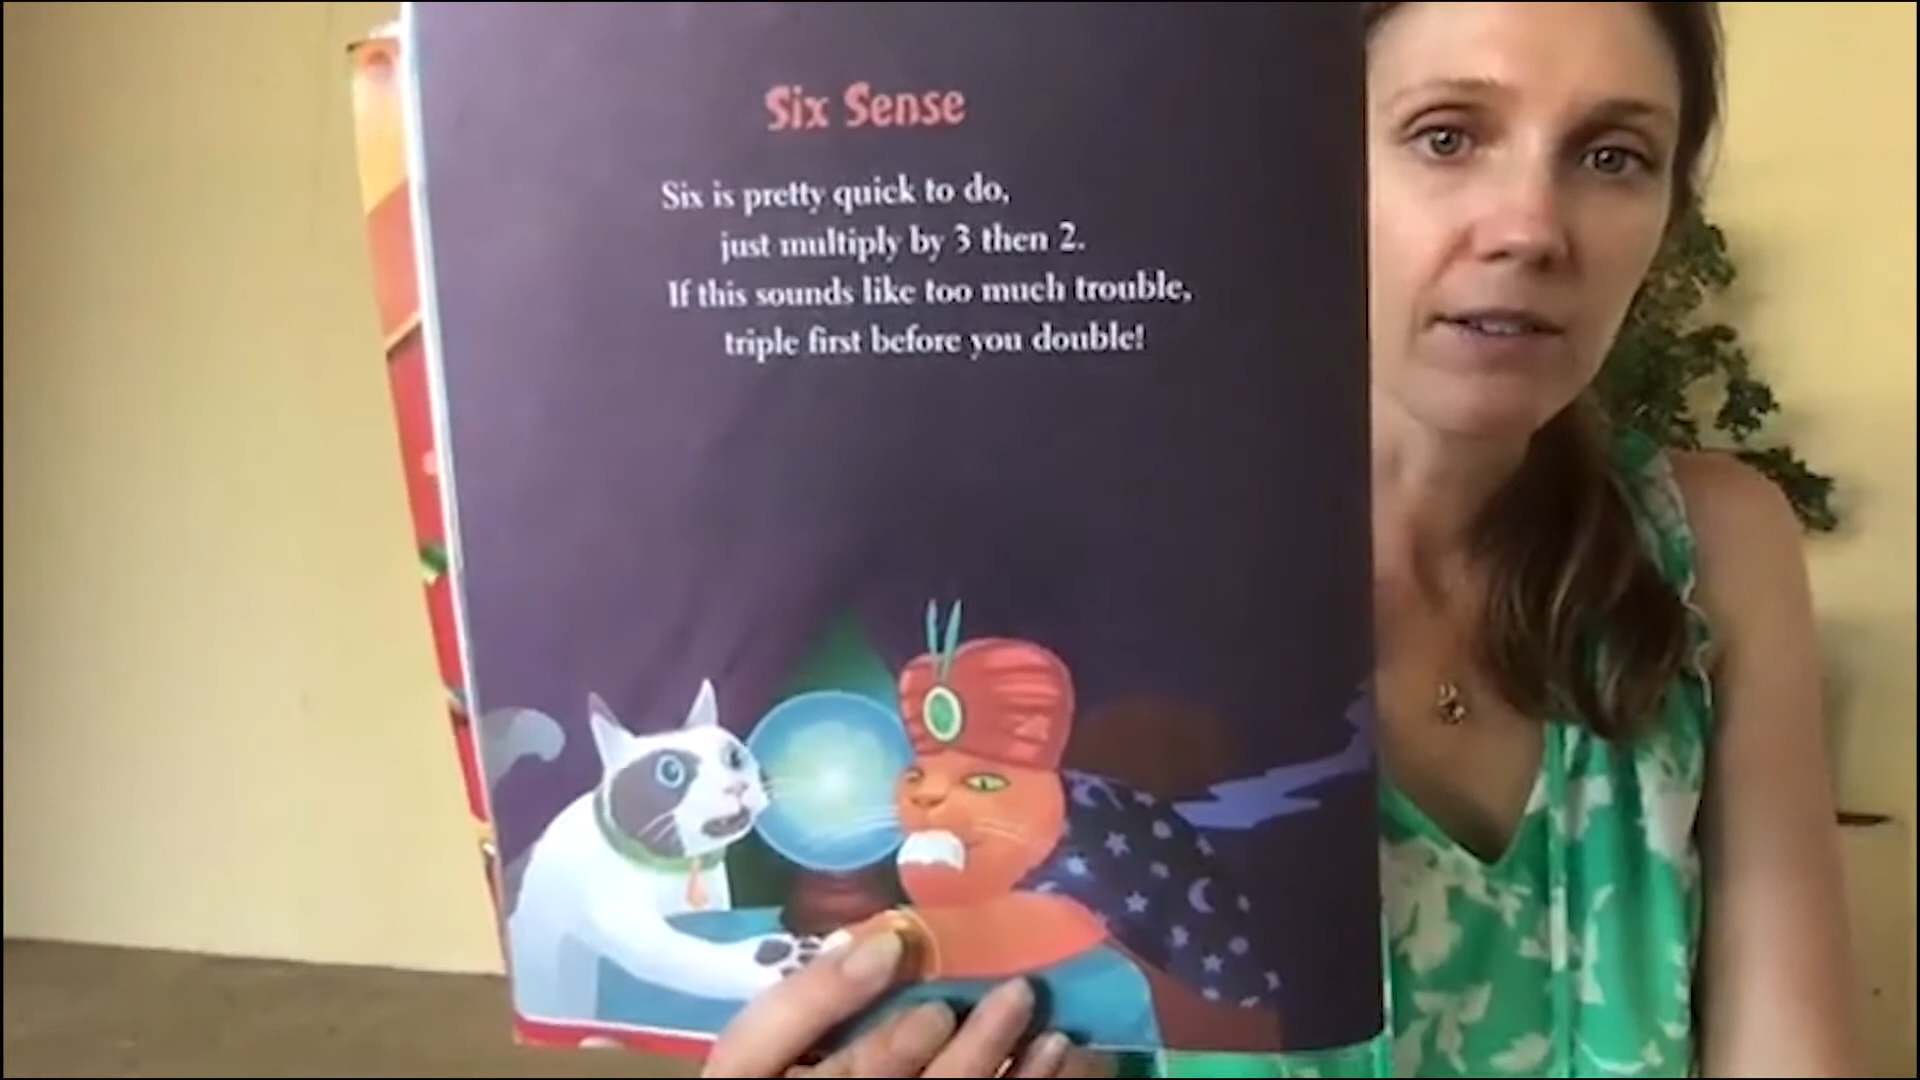 Six Sense
Six is pretty quick to do,
just multiply by 3 then 2.
If this sounds like too much trouble,
triple first before you double!